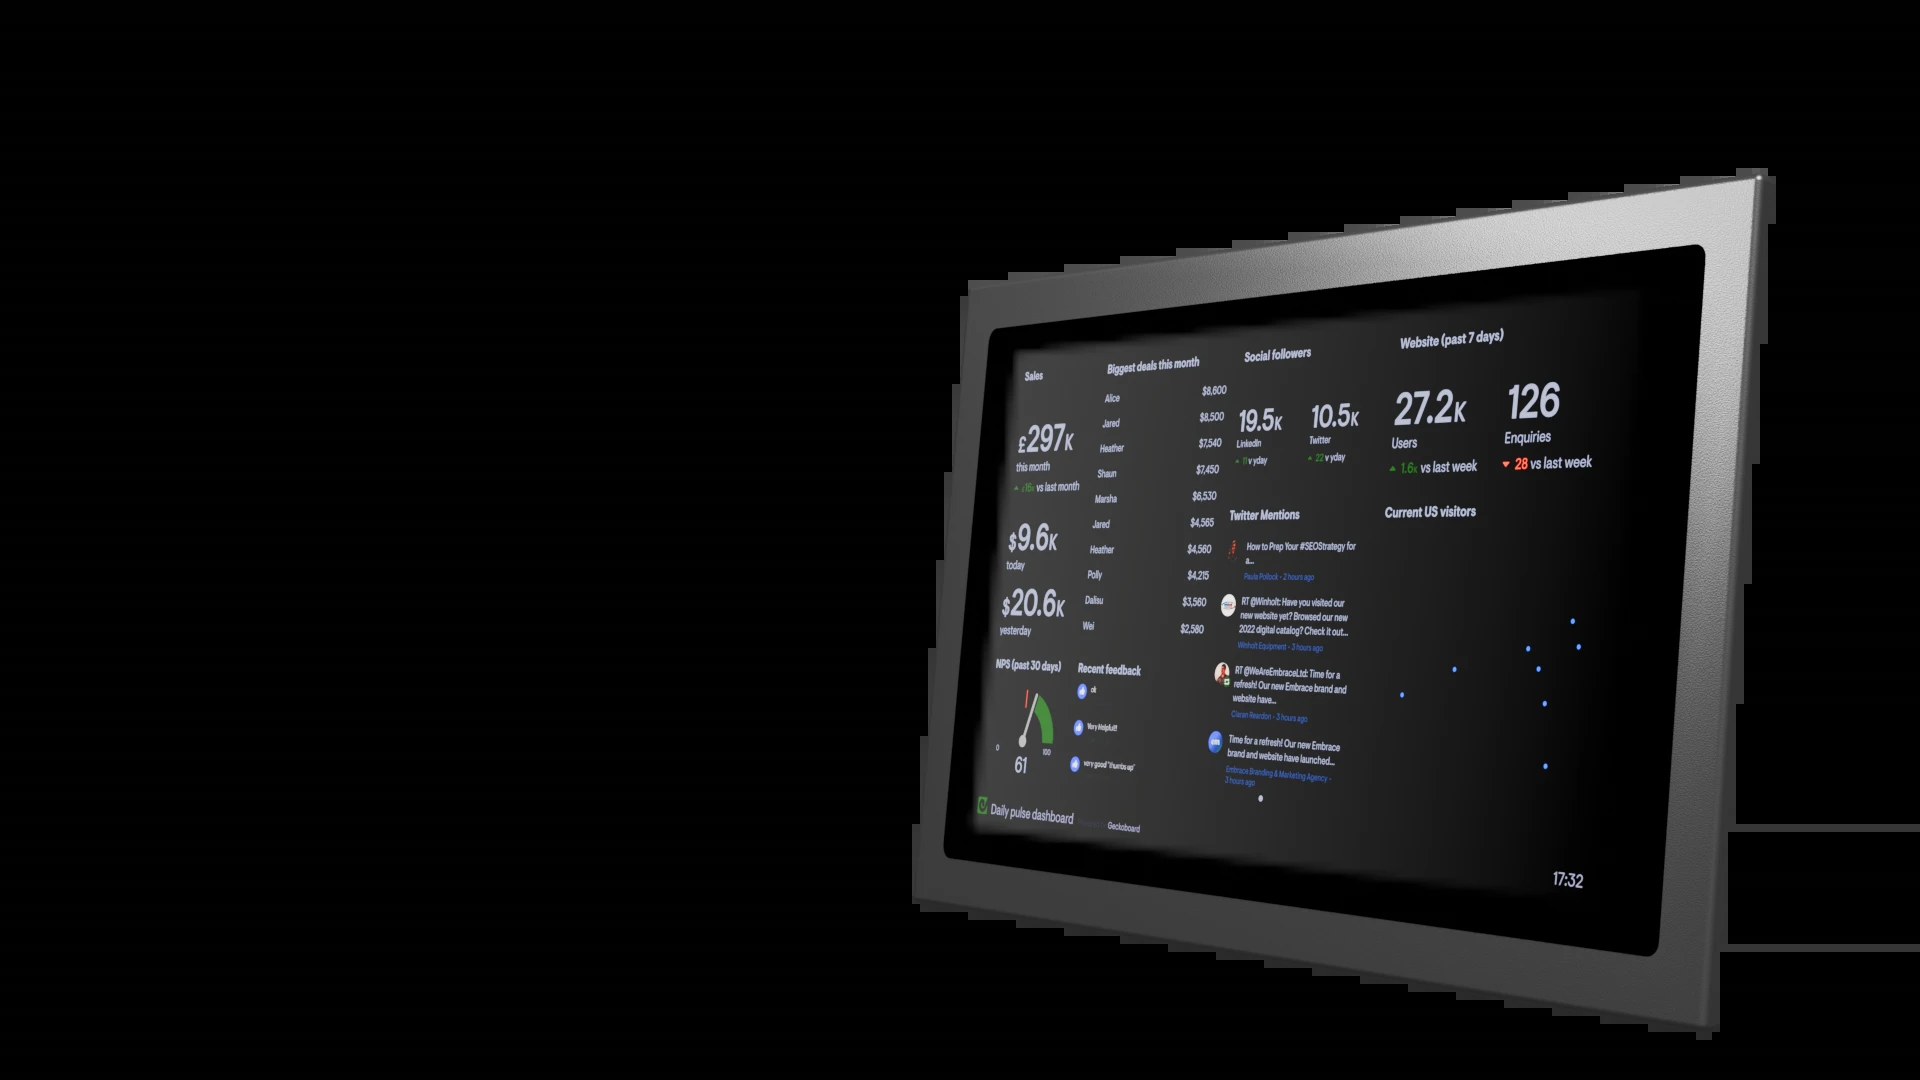 Sales
£297K
this month
£16K vs last month
$9.6K
today
$20.6K
yesterday
Biggest deals this month
Alice $8,600
Jared $8,500
Heather $7,540
Shaun $7,450
Marsha $6,530
Jared $4,565
Heather $4,560
Polly $4,215
Dalisu $3,560
Wei $2,580
Social followers
19.5K
LinkedIn
11 v yday
10.5K
Twitter
22 v yday
Website (past 7 days)
27.2K
Users
1.6K vs last week
126
Enquiries
28 vs last week
Twitter Mentions
How to Prep Your #SEOStrategy for
a...
Paula Pollock - 2 hours ago
RT @Winholt: Have you visited our
new website yet? Browsed our new
2022 digital catalog? Check it out...
Winholt Equipment - 3 hours ago
RT @WeAreEmbraceLtd: Time for a
refresh! Our new Embrace brand and
website have...
Ciaran Reardon - 3 hours ago
em
Time for a refresh! Our new Embrace
brand and website have launched...
Embrace Branding & Marketing Agency -
3 hours ago
Current US visitors
NPS (past 30 days)
0
100
61
Recent feedback
ok
Very Helpful!!
very good "thumbs up"
Daily pulse dashboard
Geckoboard
17:32